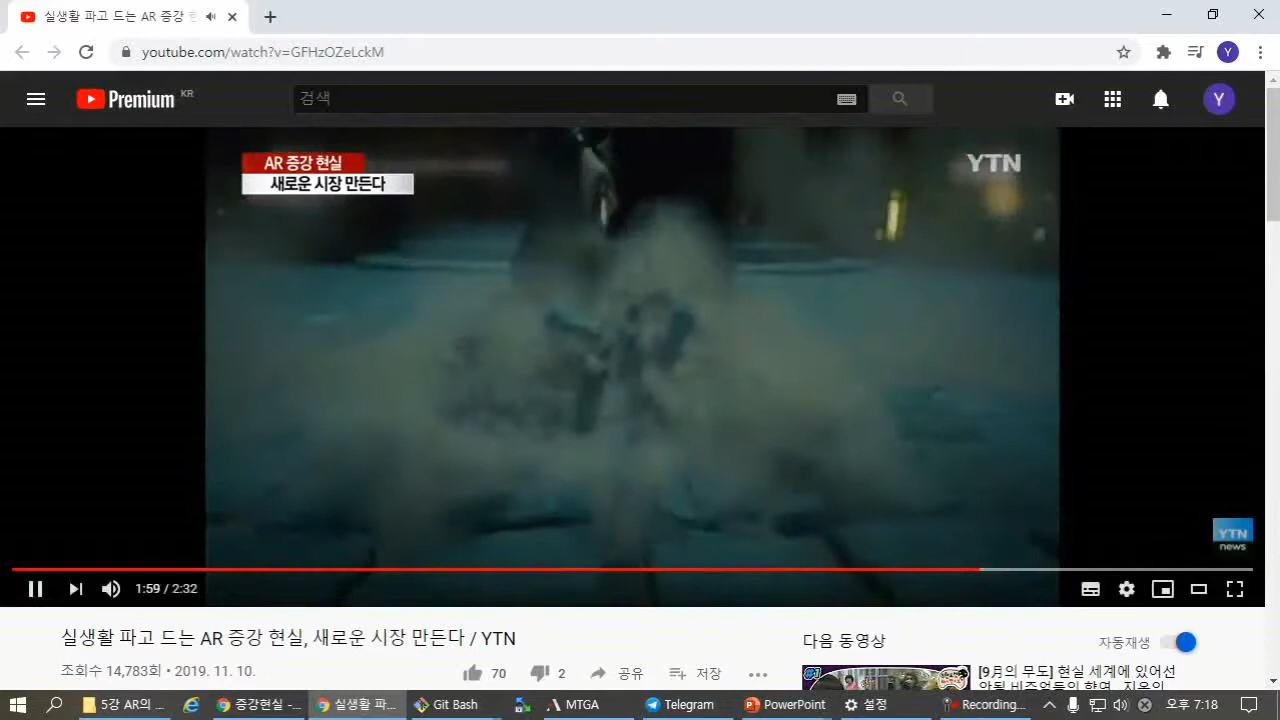 실생활 파고 드는 AR 증강 현
youtube.com/watch?v=GFHzOZeLckM
Y
Premium KR
검색
Y
AR 증강 현실
새로운 시장 만든다
YTN
YTN
news
1:59 / 2:32
실생활 파고 드는 AR 증강 현실, 새로운 시장 만든다 / YTN
조회수 14,783회 • 2019. 11. 10.
70
2
공유
저장
다음 동영상
자동재생
#1
[9월의 무도] 현실 세계에 있어선
5강 AR의 ...
증강현실 -...
실생활 파...
Git Bash
MTGA
Telegram
PowerPoint
설정
Recording...
오후 7:18